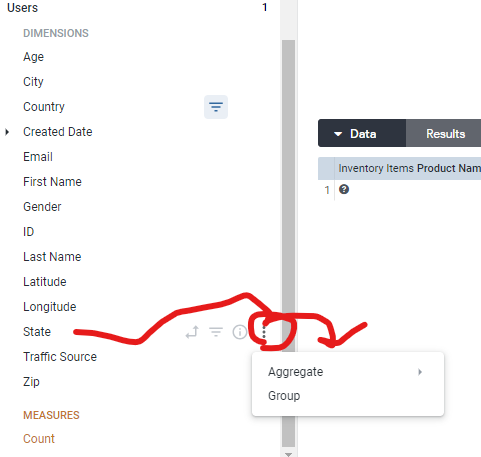 Users 1
DIMENSIONS
Age
City
Country
Created Date
Email
First Name
Gender
ID
Last Name
Latitude
Longitude
State
Traffic Source
Zip
MEASURES
Count
Data Results
Inventory Items Product Nam
1
Aggregate
Group